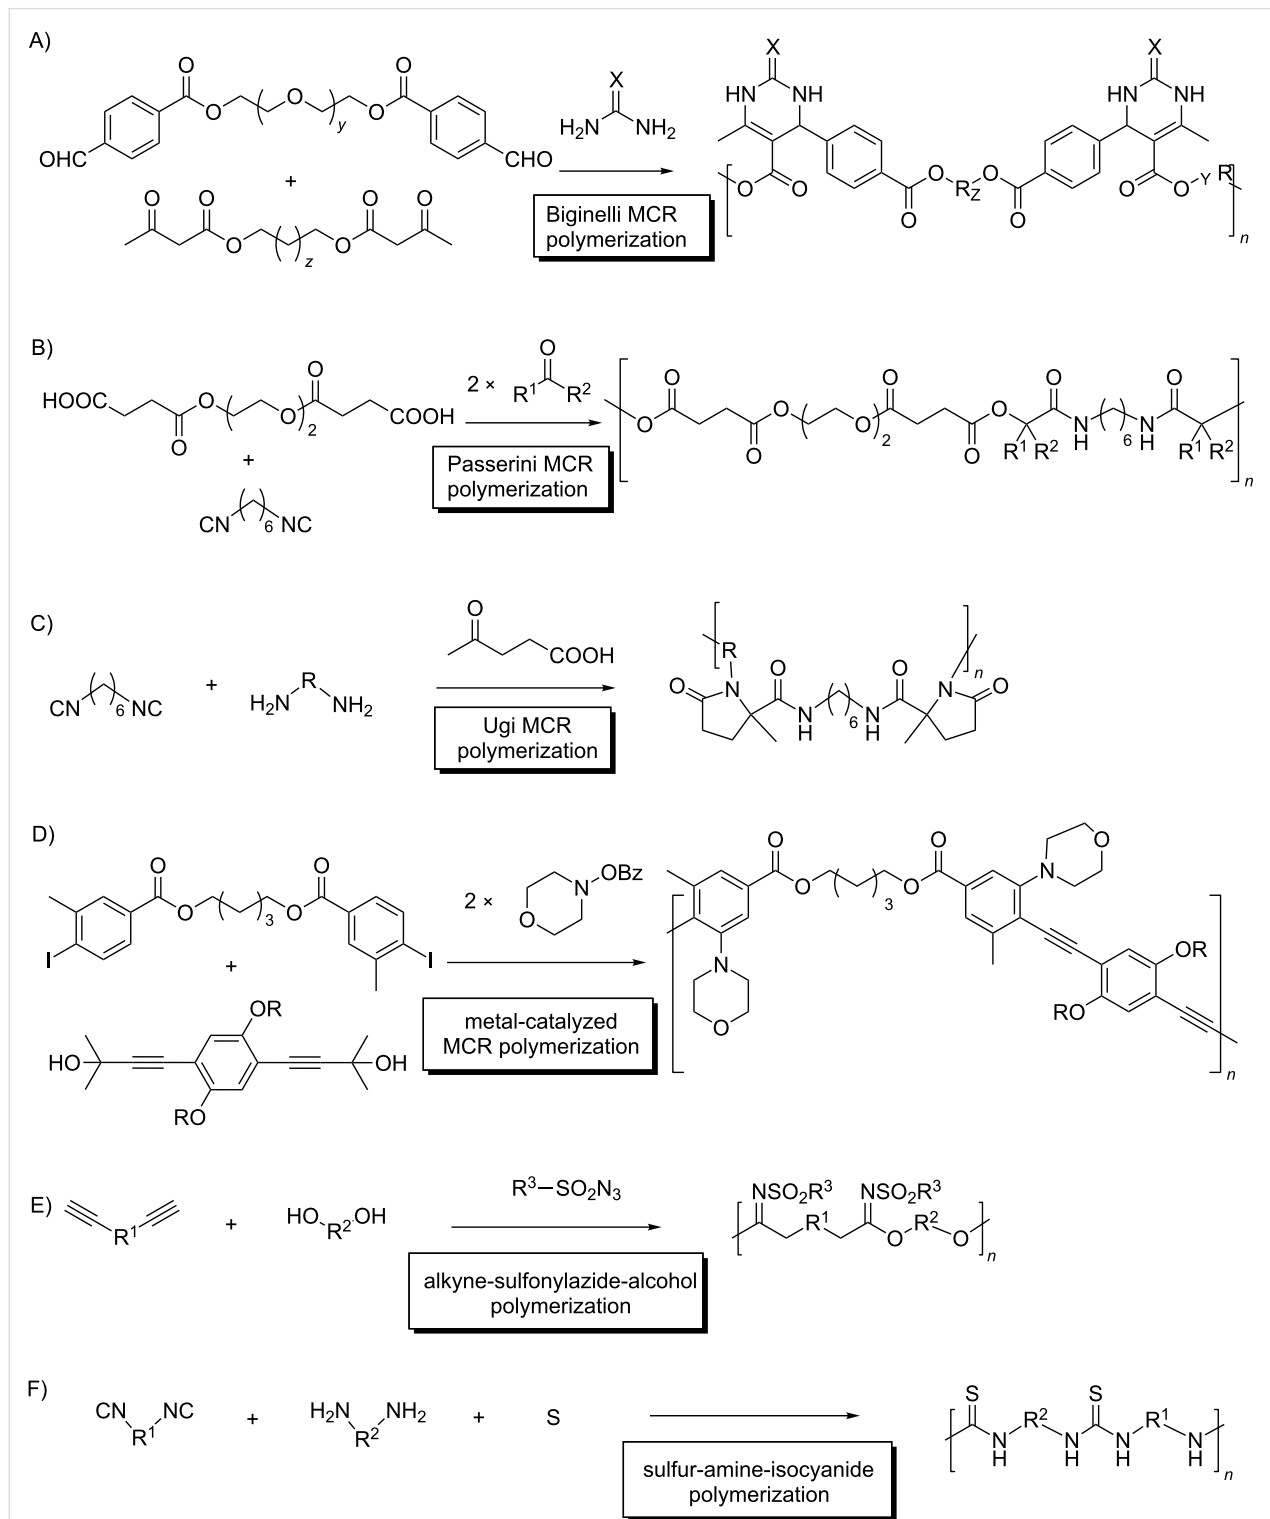 A)
O
O
O
O
O
y
OHC
CHO
+
O
O
O
O
O
O
z
X
H₂N
NH₂
Biginelli MCR
polymerization
X
X
HN
NH
HN
NH
O
O
O
O
R_Z
O
O
O
O
Y
R
n
B)
HOOC
O
O
O
O
2
COOH
+
CN
6
NC
2 ×
O
R¹
R²
Passerini MCR
polymerization
O
O
O
O
O
O
2
O
O
O
R¹
R²
O
N
H
6
N
H
O
R¹
R²
n
C)
CN
6
NC
+
R
H₂N
NH₂
O
COOH
Ugi MCR
polymerization
R
n
O
N
O
N
H
6
N
H
O
N
O
D)
O
O
3
O
O
I
I
+
OR
HO
OH
RO
2 ×
N
OBz
O
metal-catalyzed
MCR polymerization
O
O
3
O
O
N
O
N
O
OR
RO
n
E)
R¹
+
HO
R²
OH
R³–SO₂N₃
alkyne-sulfonylazide-alcohol
polymerization
NSO₂R³
NSO₂R³
R¹
O
R²
O
n
F)
CN
NC
R¹
+
H₂N
NH₂
R²
+
S
sulfur-amine-isocyanide
polymerization
S
N
H
R²
N
H
S
N
H
R¹
N
H
n